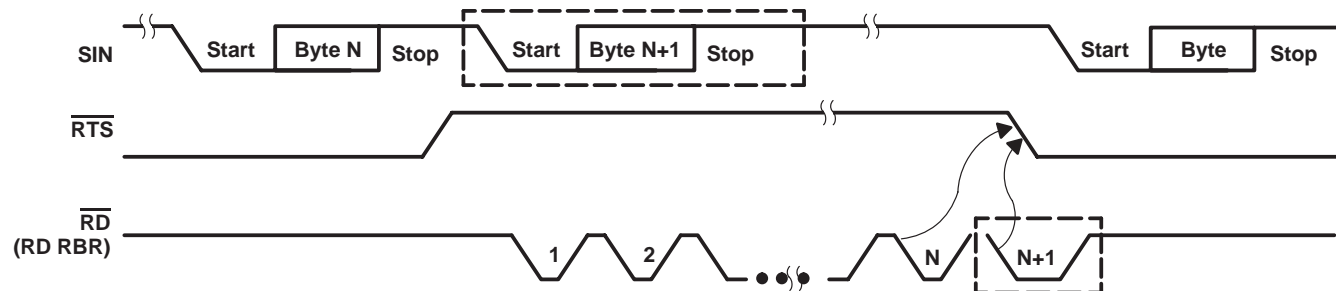 SIN Start Byte N Stop Start Byte N+1 Stop Start Byte Stop
RTS
RD
(RD RBR)
1 2 N N+1